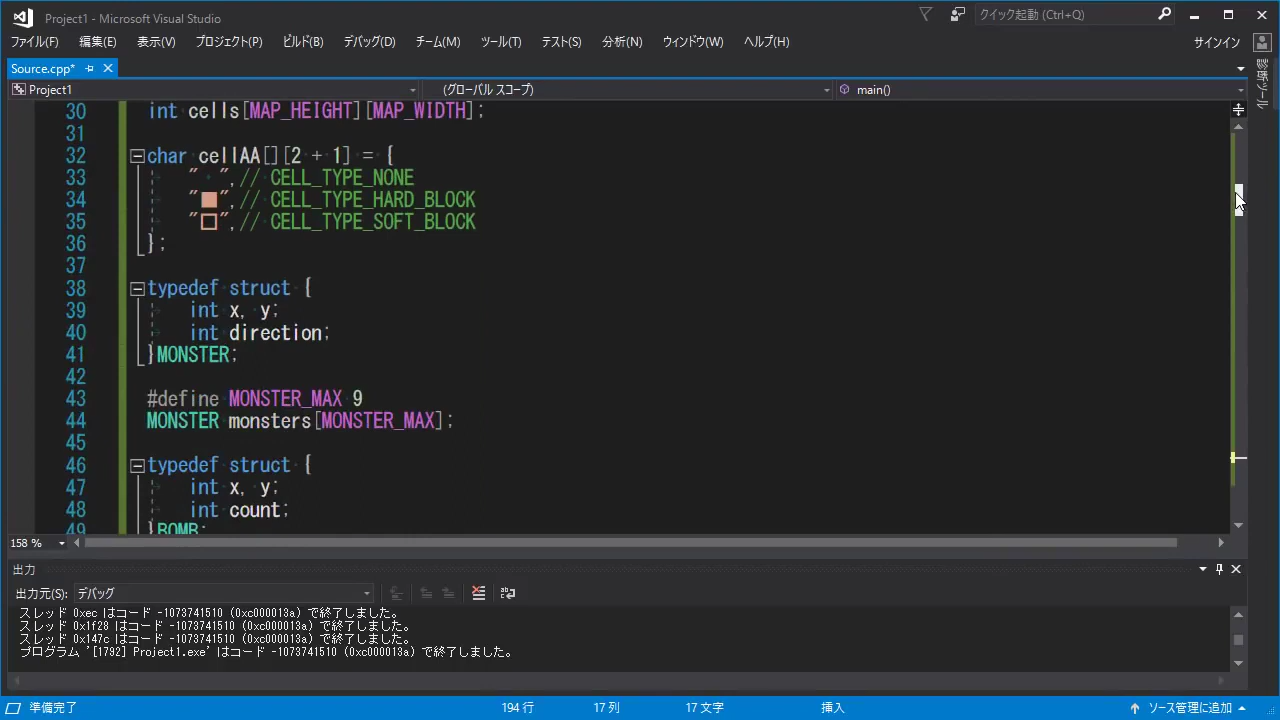 Project1 - Microsoft Visual Studio
クイック起動 (Ctrl+Q)
ファイル(F) 編集(E) 表示(V) プロジェクト(P) ビルド(B) デバッグ(D) チーム(M) ツール(T) テスト(S) 分析(N) ウィンドウ(W) ヘルプ(H)
サインイン
Source.cpp*
診断ツール
Project1 (グローバル スコープ) main()
30 int cells[MAP_HEIGHT][MAP_WIDTH];
31
32 char cellAA[][2 + 1] = {
33 "　",// CELL_TYPE_NONE
34 "■",// CELL_TYPE_HARD_BLOCK
35 "□",// CELL_TYPE_SOFT_BLOCK
36 };
37
38 typedef struct {
39 int x, y;
40 int direction;
41 }MONSTER;
42
43 #define MONSTER_MAX 9
44 MONSTER monsters[MONSTER_MAX];
45
46 typedef struct {
47 int x, y;
48 int count;
49 }BOMB;
158 %
出力
出力元(S): デバッグ
スレッド 0xec はコード -1073741510 (0xc000013a) で終了しました。
スレッド 0x1f28 はコード -1073741510 (0xc000013a) で終了しました。
スレッド 0x147c はコード -1073741510 (0xc000013a) で終了しました。
プログラム '[1792] Project1.exe' はコード -1073741510 (0xc000013a) で終了しました。
準備完了 194 行 17 列 17 文字 挿入 ソース管理に追加